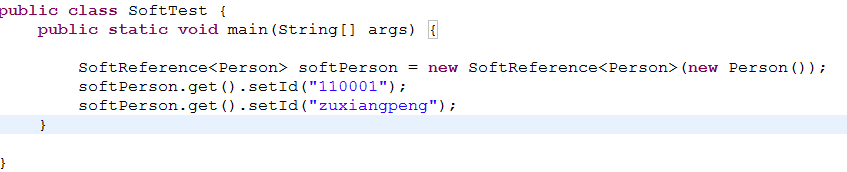 public class SoftTest {
public static void main(String[] args) {
SoftReference<Person> softPerson = new SoftReference<Person>(new Person());
softPerson.get().setId("110001");
softPerson.get().setId("zuxiangpeng");
}
}